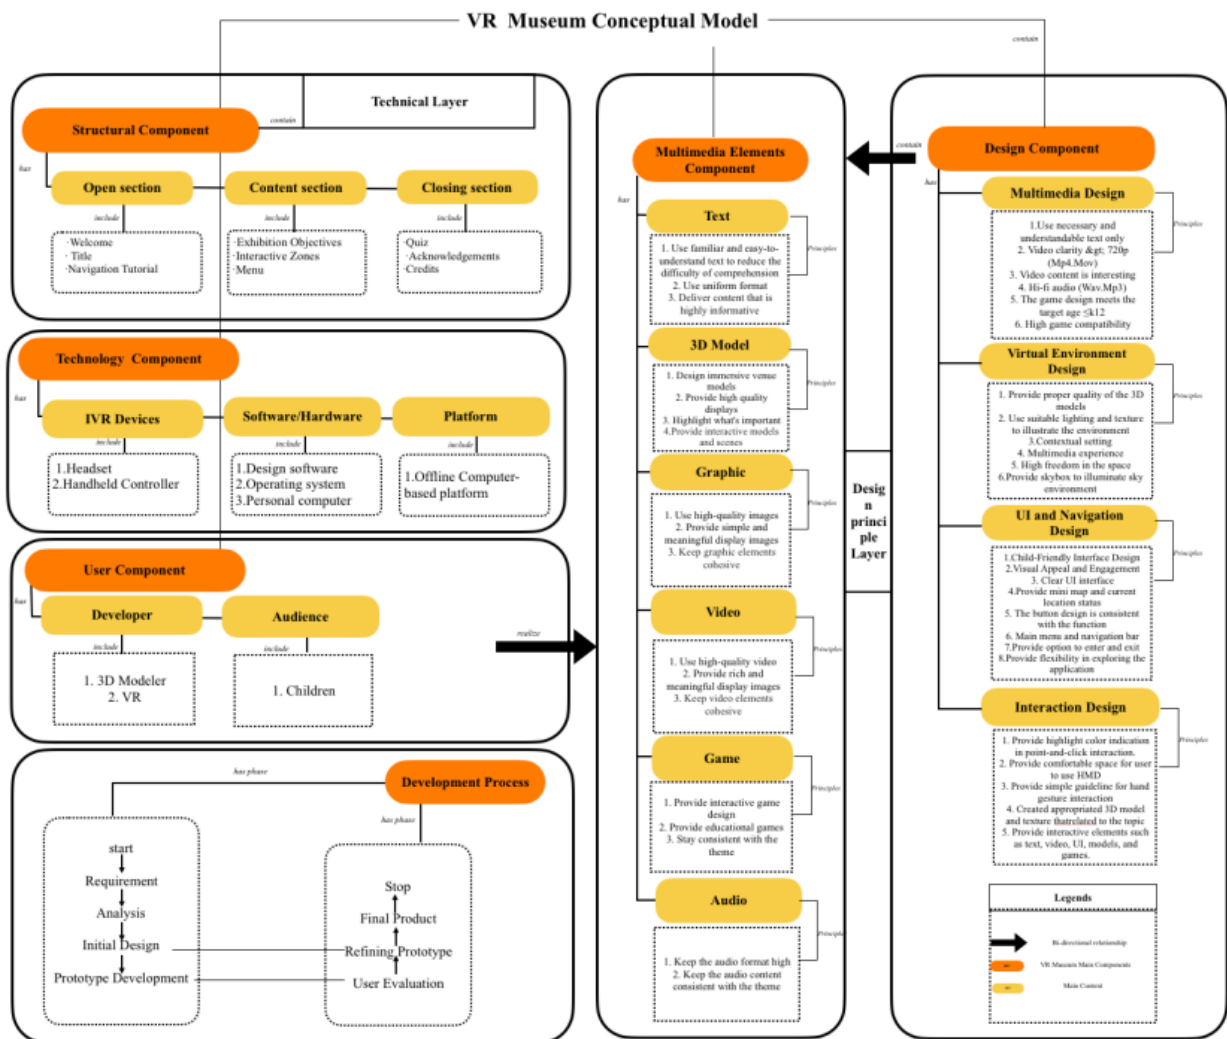 VR Museum Conceptual Model
contain
Technical Layer
Structural Component
contain
has
Open section
Content section
Closing section
include
include
include
·Welcome
· Title
·Navigation Tutorial
·Exhibition Objectives
·Interactive Zones
·Menu
·Quiz
·Acknowledgements
·Credits
Technology Component
has
IVR Devices
Software/Hardware
Platform
include
include
include
1.Headset
2.Handheld Controller
1.Design software
2.Operating system
3.Personal computer
1.Offline Computer-
based platform
User Component
has
Developer
Audience
include
include
1. 3D Modeler
2. VR
1. Children
realize
Development Process
has phase
has phase
start
Requirement
Analysis
Initial Design
Prototype Development
Stop
Final Product
Refining Prototype
User Evaluation
Multimedia Elements
Component
has
Text
Principles
1. Use familiar and easy-to-
understand text to reduce the
difficulty of comprehension
2. Use uniform format
3. Deliver content that is
highly informative
3D Model
Principles
1. Design immersive venue
models
2. Provide high quality
displays
3. Highlight what's important
4.Provide interactive models
and scenes
Graphic
Principles
1. Use high-quality images
2. Provide simple and
meaningful display images
3. Keep graphic elements
cohesive
Video
Principles
1. Use high-quality video
2. Provide rich and
meaningful display images
3. Keep video elements
cohesive
Game
Principles
1. Provide interactive game
design
2. Provide educational games
3. Stay consistent with the
theme
Audio
Principle
1. Keep the audio format high
2. Keep the audio content
consistent with the theme
Desig
n
princi
ple
Layer
contain
Design Component
has
Multimedia Design
Principles
1.Use necessary and
understandable text only
2. Video clarity &gt; 720p
(Mp4.Mov)
3. Video content is interesting
4. Hi-fi audio (Wav.Mp3)
5. The game design meets the
target age ≤k12
6. High game compatibility
Virtual Environment
Design
Principles
1. Provide proper quality of the 3D
models
2. Use suitable lighting and texture
to illustrate the environment
3.Contextual setting
4. Multimedia experience
5. High freedom in the space
6.Provide skybox to illuminate sky
environment
UI and Navigation
Design
Principles
1.Child-Friendly Interface Design
2.Visual Appeal and Engagement
3. Clear UI interface
4.Provide mini map and current
location status
5. The button design is consistent
with the function
6. Main menu and navigation bar
7.Provide option to enter and exit
8.Provide flexibility in exploring the
application
Interaction Design
Principles
1. Provide highlight color indication
in point-and-click interaction.
2. Provide comfortable space for user
to use HMD
3. Provide simple guideline for hand
gesture interaction
4. Created appropriated 3D model
and texture thatrelated to the topic
5. Provide interactive elements such
as text, video, UI, models, and
games.
Legends
Bi-directional relationship
VR Museum Main Components
Main Content